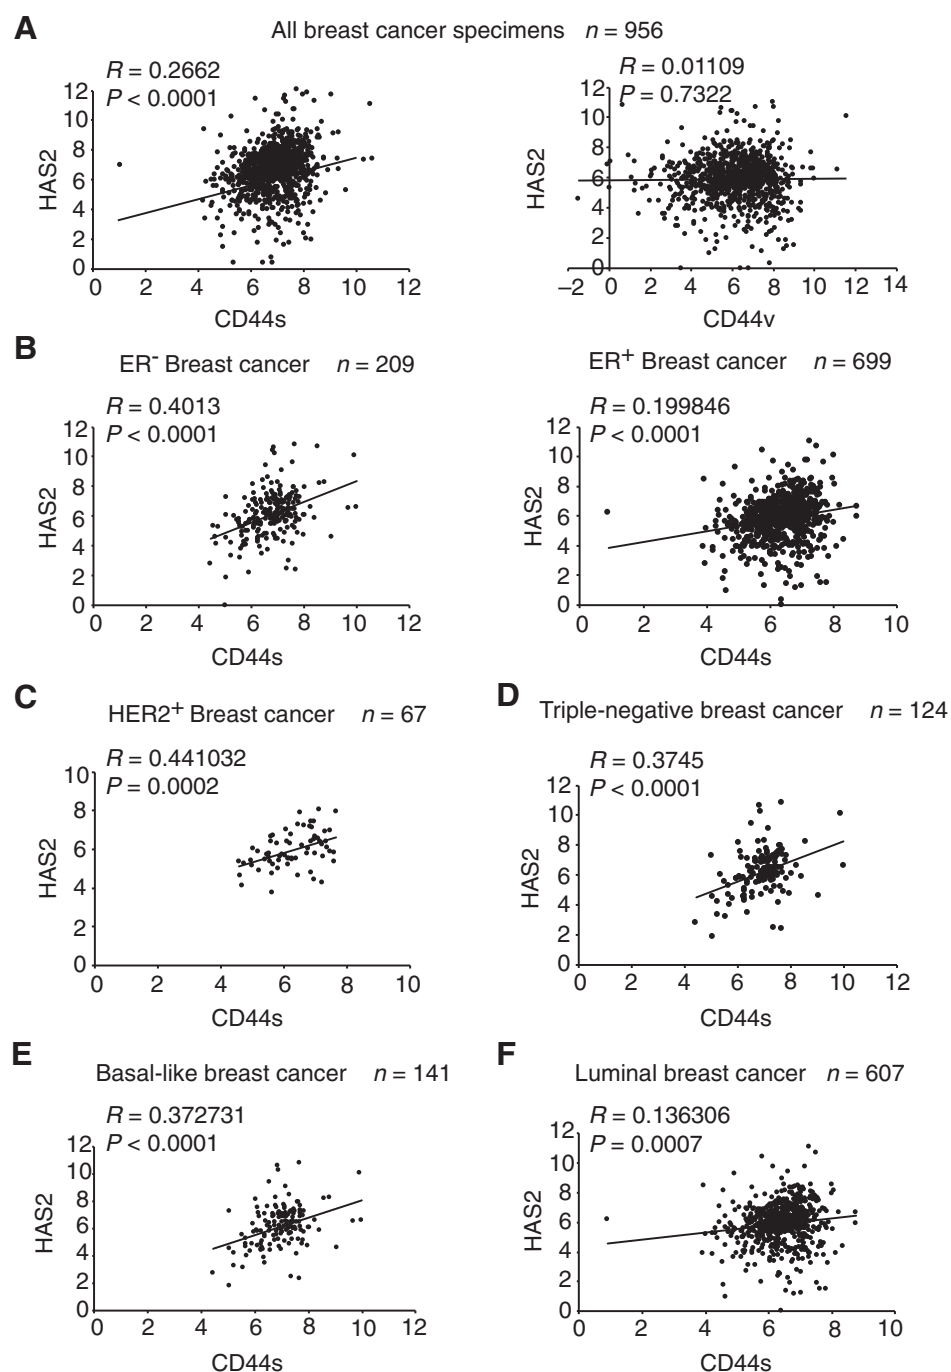 A
All breast cancer specimens n = 956
R = 0.2662
P < 0.0001
12
10
8
6
4
2
0
HAS2
0 2 4 6 8 10 12
CD44s
R = 0.01109
P = 0.7322
12
10
8
6
4
2
0
HAS2
–2 0 2 4 6 8 10 12 14
CD44v
B
ER- Breast cancer n = 209
R = 0.4013
P < 0.0001
12
10
8
6
4
2
0
HAS2
0 2 4 6 8 10 12
CD44s
ER+ Breast cancer n = 699
R = 0.199846
P < 0.0001
12
10
8
6
4
2
0
HAS2
0 2 4 6 8 10
CD44s
C
HER2+ Breast cancer n = 67
R = 0.441032
P = 0.0002
10
8
6
4
2
0
HAS2
0 2 4 6 8 10
CD44s
D
Triple-negative breast cancer n = 124
R = 0.3745
P < 0.0001
12
10
8
6
4
2
0
HAS2
0 2 4 6 8 10 12
CD44s
E
Basal-like breast cancer n = 141
R = 0.372731
P < 0.0001
12
10
8
6
4
2
0
HAS2
0 2 4 6 8 10 12
CD44s
F
Luminal breast cancer n = 607
R = 0.136306
P = 0.0007
12
10
8
6
4
2
0
HAS2
0 2 4 6 8 10
CD44s